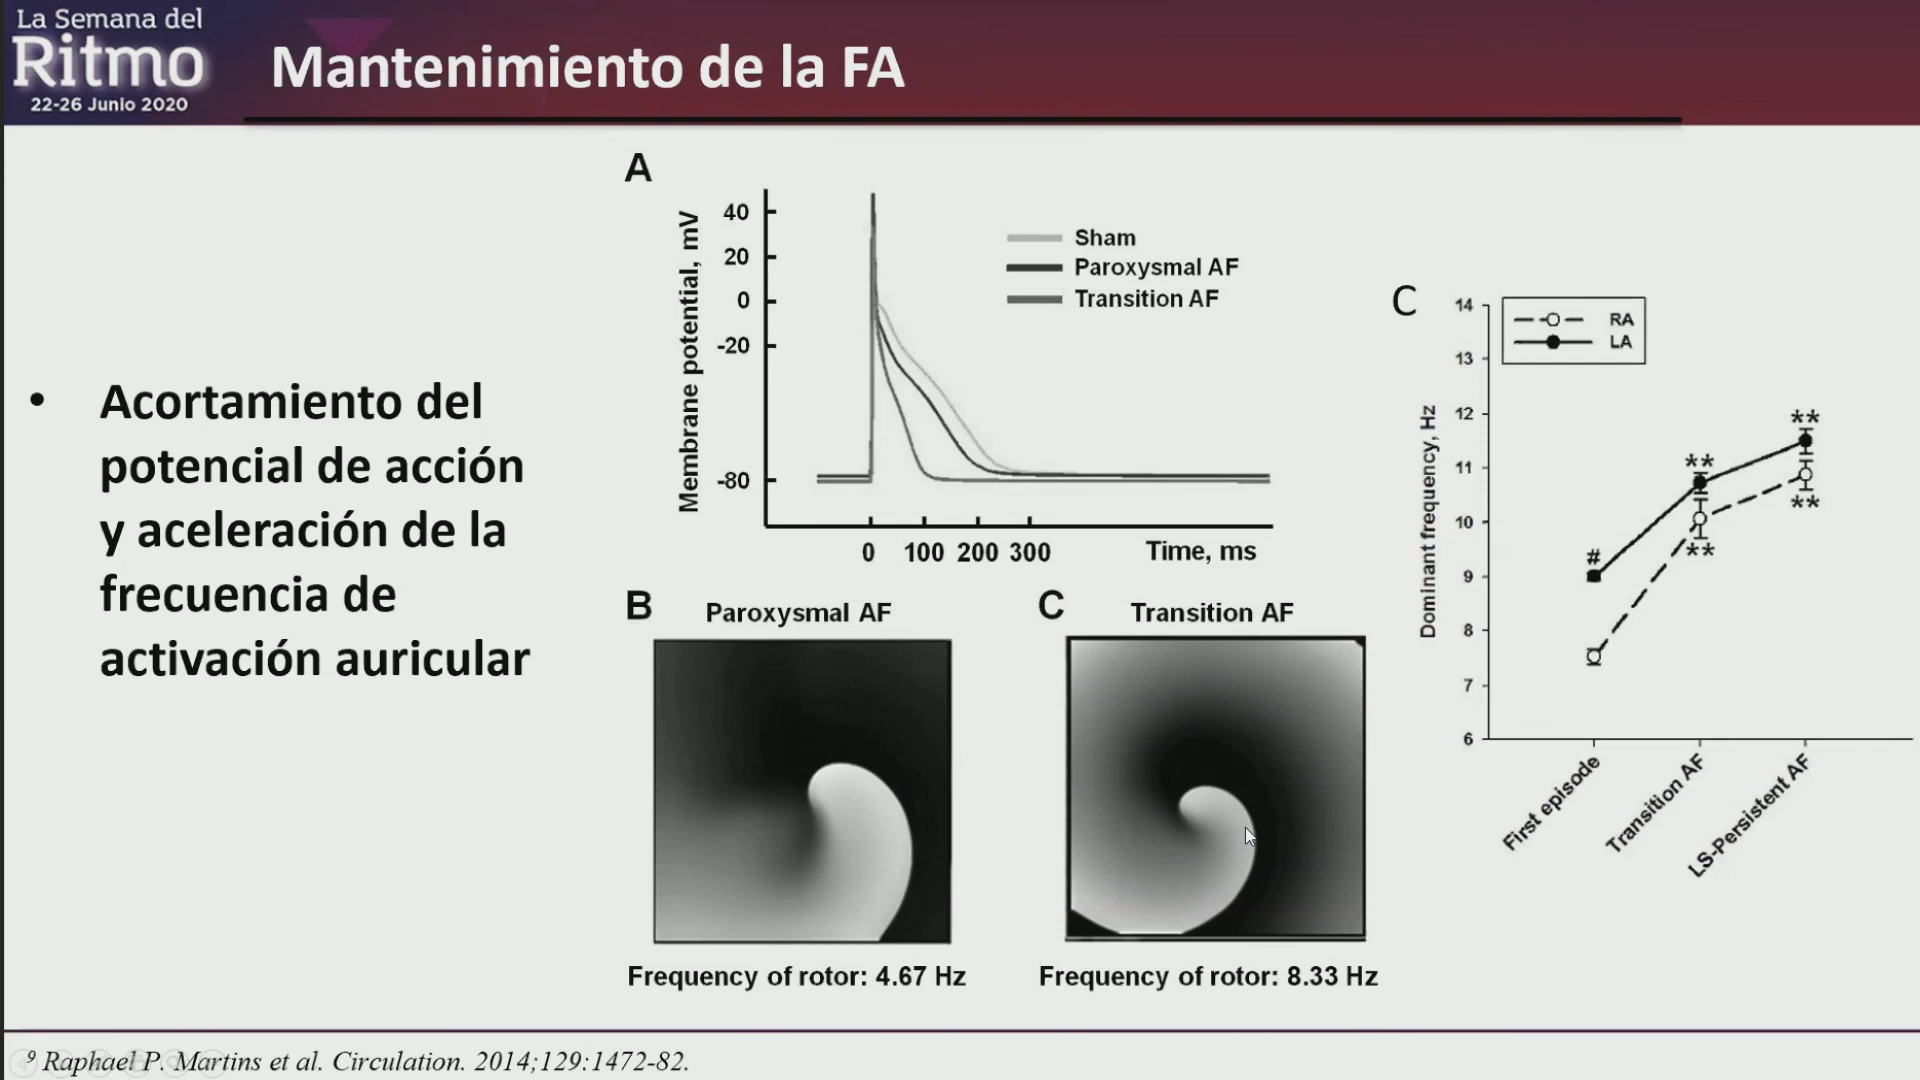 La Semana del
Ritmo
22-26 Junio 2020
Mantenimiento de la FA
• Acortamiento del
potencial de acción
y aceleración de la
frecuencia de
activación auricular
A
Membrane potential, mV
40
20
0
-20
-80
Sham
Paroxysmal AF
Transition AF
0 100 200 300 Time, ms
B Paroxysmal AF
Frequency of rotor: 4.67 Hz
C Transition AF
Frequency of rotor: 8.33 Hz
C
Dominant frequency, Hz
14
13
12
11
10
9
8
7
6
RA
LA
#
**
**
**
**
First episode
Transition AF
LS-Persistent AF
9 Raphael P. Martins et al. Circulation. 2014;129:1472-82.